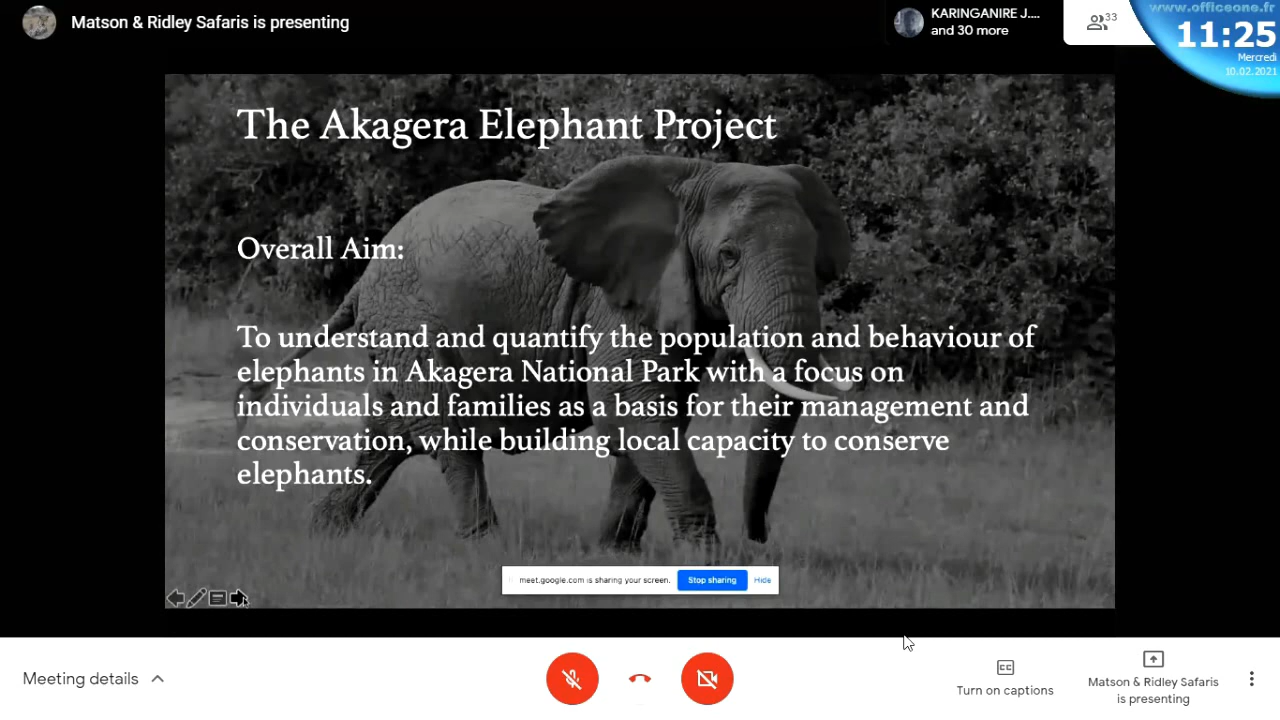 Matson & Ridley Safaris is presenting
KARINGANIRE J....
and 30 more
33
www.officeone.fr
11:25
Mercredi
10.02.2021
The Akagera Elephant Project
Overall Aim:
To understand and quantify the population and behaviour of
elephants in Akagera National Park with a focus on
individuals and families as a basis for their management and
conservation, while building local capacity to conserve
elephants.
meet.google.com is sharing your screen.
Stop sharing
Hide
Meeting details
CC
Turn on captions
Matson & Ridley Safaris
is presenting